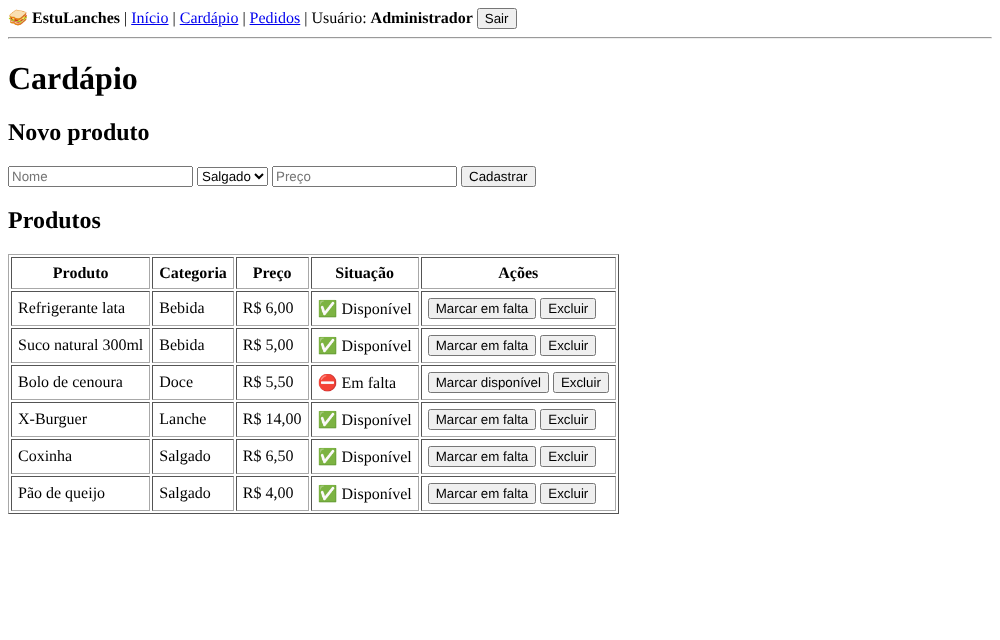 🥪 EstuLanches | Início | Cardápio | Pedidos | Usuário: Administrador Sair
Cardápio
Novo produto
Nome Salgado Preço Cadastrar
Produtos
Produto Categoria Preço Situação Ações
Refrigerante lata Bebida R$ 6,00 ✅ Disponível Marcar em falta Excluir
Suco natural 300ml Bebida R$ 5,00 ✅ Disponível Marcar em falta Excluir
Bolo de cenoura Doce R$ 5,50 ⛔ Em falta Marcar disponível Excluir
X-Burguer Lanche R$ 14,00 ✅ Disponível Marcar em falta Excluir
Coxinha Salgado R$ 6,50 ✅ Disponível Marcar em falta Excluir
Pão de queijo Salgado R$ 4,00 ✅ Disponível Marcar em falta Excluir